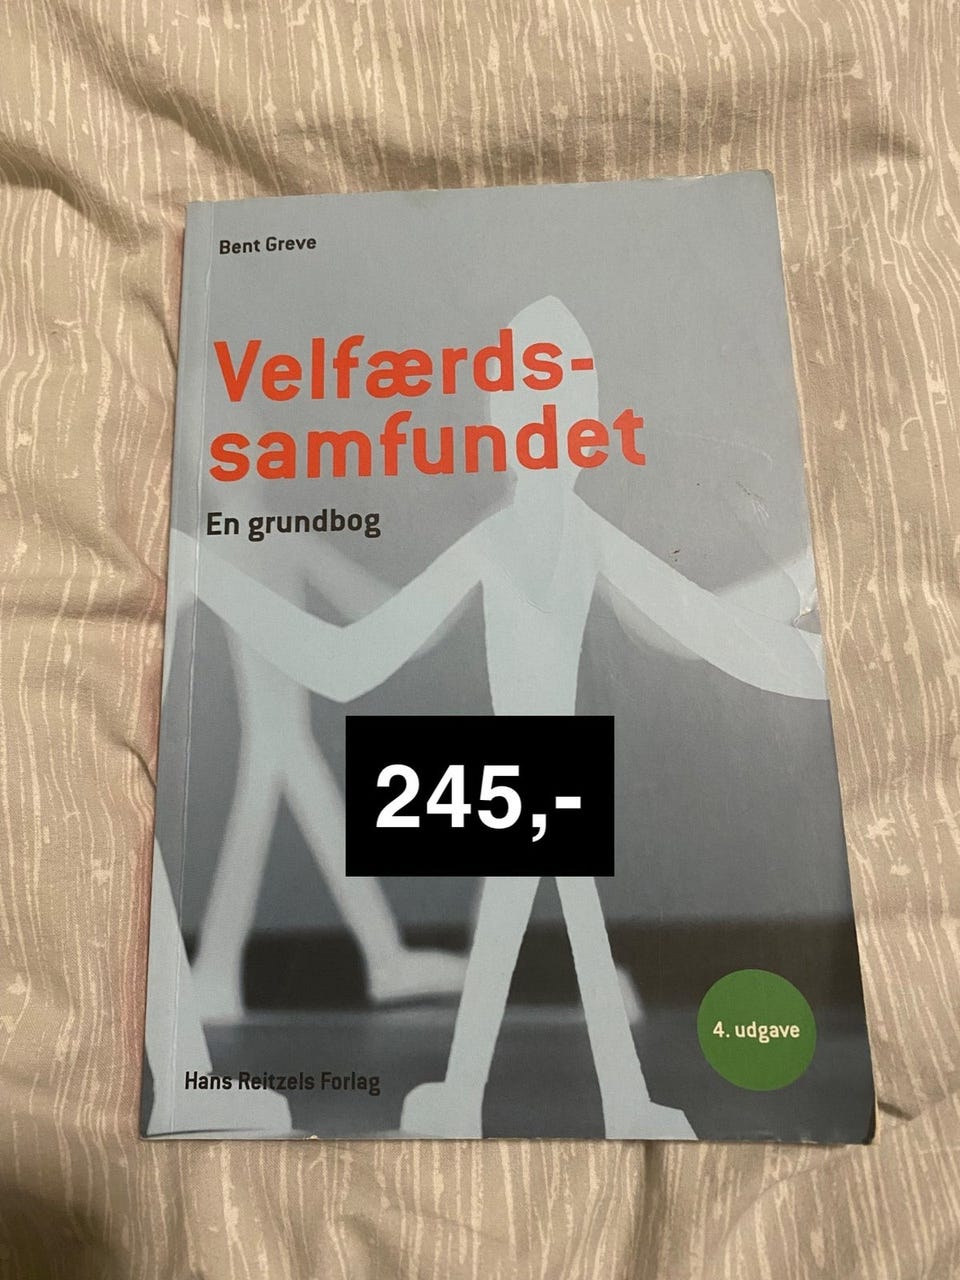 Bent Greve
Velfærds-
samfundet
En grundbog
245,-
4. udgave
Hans Reitzels Forlag